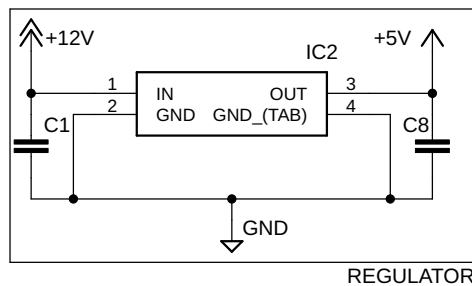 +12V
+5V
IC2
1
3
IN
OUT
2
4
GND
GND_(TAB)
C1
C8
GND
REGULATOR